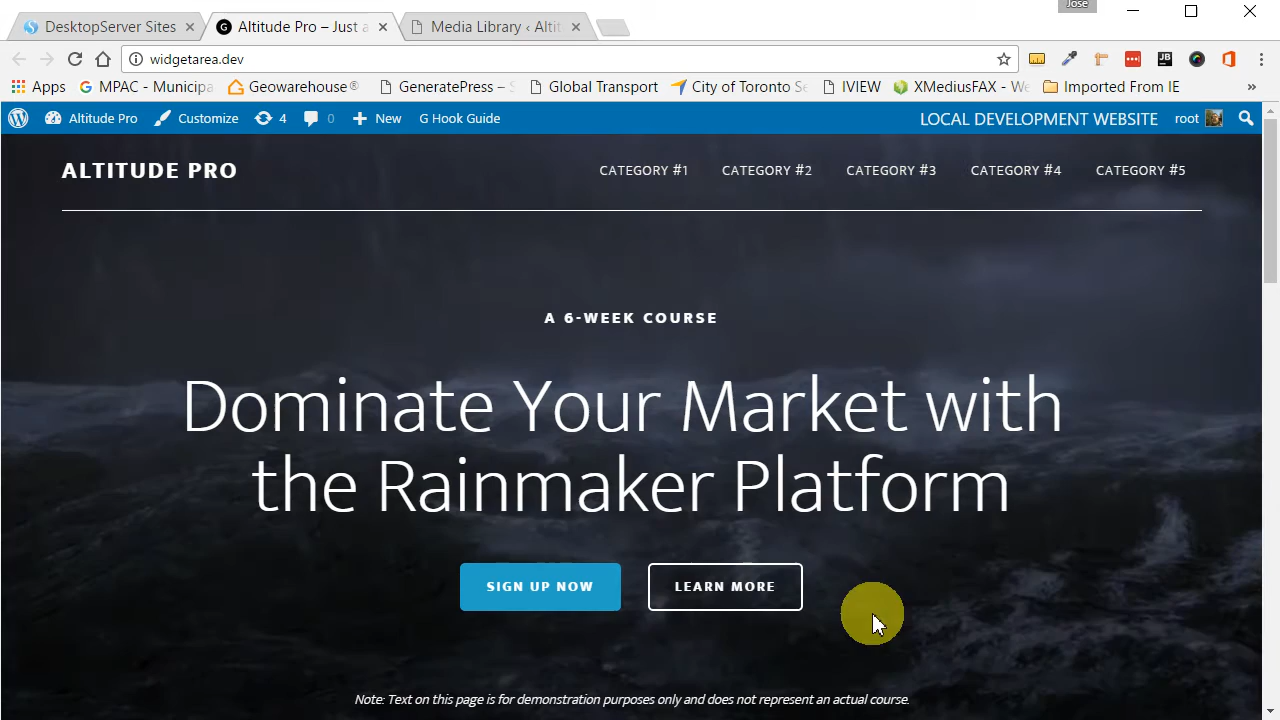 Jose
DesktopServer Sites
Altitude Pro – Just a
Media Library ‹ Altit
widgetarea.dev
Apps
MPAC - Municipa
Geowarehouse®
GeneratePress –
Global Transport
City of Toronto Se
IVIEW
XMediusFAX - We
Imported From IE
»
Altitude Pro
Customize
4
0
New
G Hook Guide
LOCAL DEVELOPMENT WEBSITE
root
ALTITUDE PRO
CATEGORY #1
CATEGORY #2
CATEGORY #3
CATEGORY #4
CATEGORY #5
A 6-WEEK COURSE
Dominate Your Market with
the Rainmaker Platform
SIGN UP NOW
LEARN MORE
Note: Text on this page is for demonstration purposes only and does not represent an actual course.